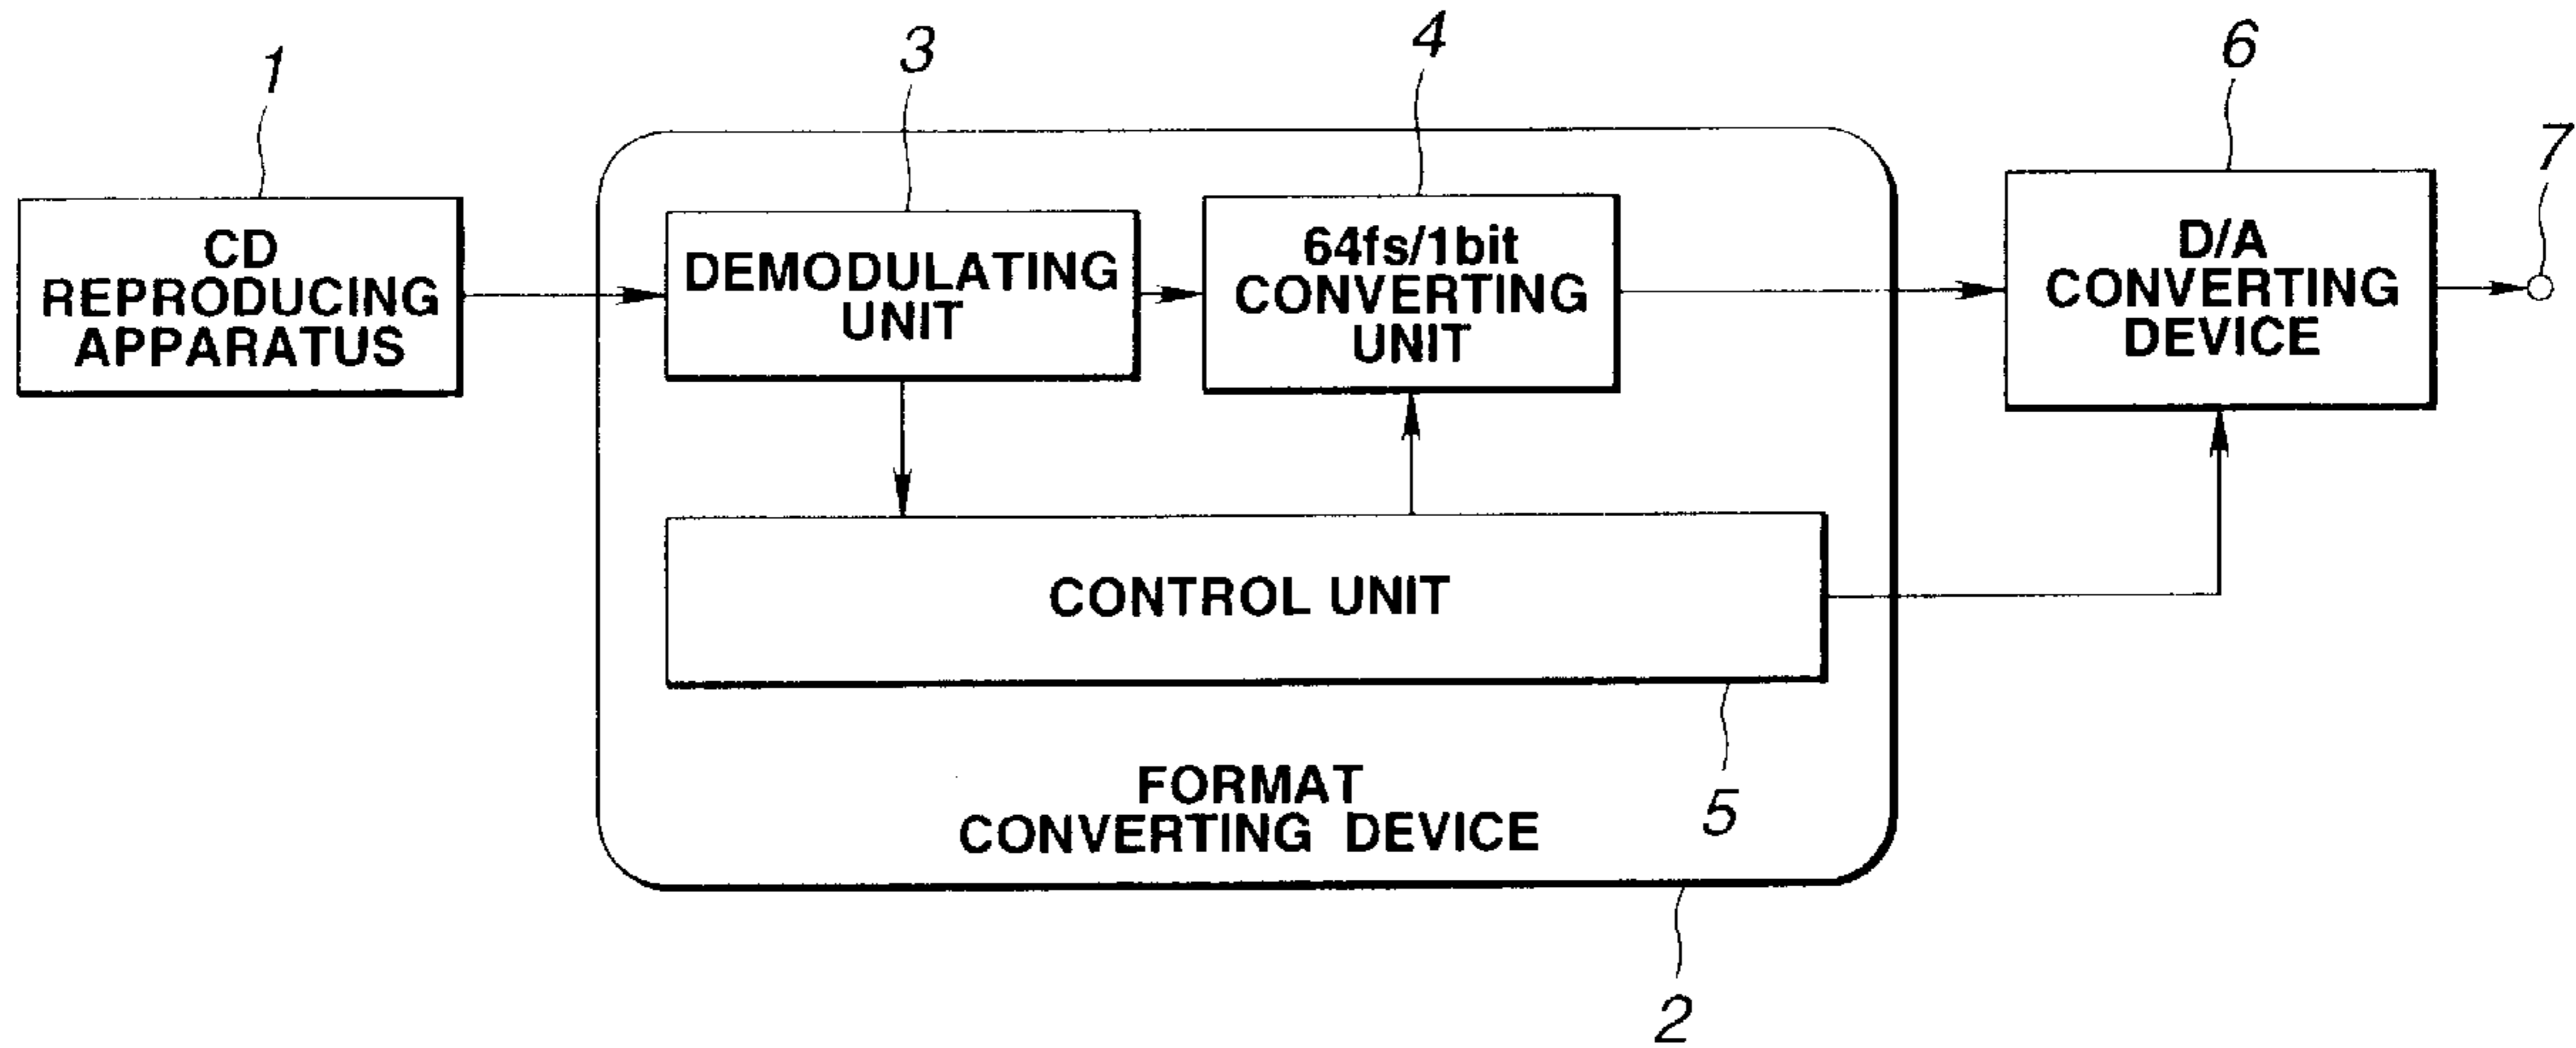 1
3
4
6
7
CD
REPRODUCING
APPARATUS
DEMODULATING
UNIT
64fs/1bit
CONVERTING
UNIT
D/A
CONVERTING
DEVICE
CONTROL UNIT
5
FORMAT
CONVERTING DEVICE
2